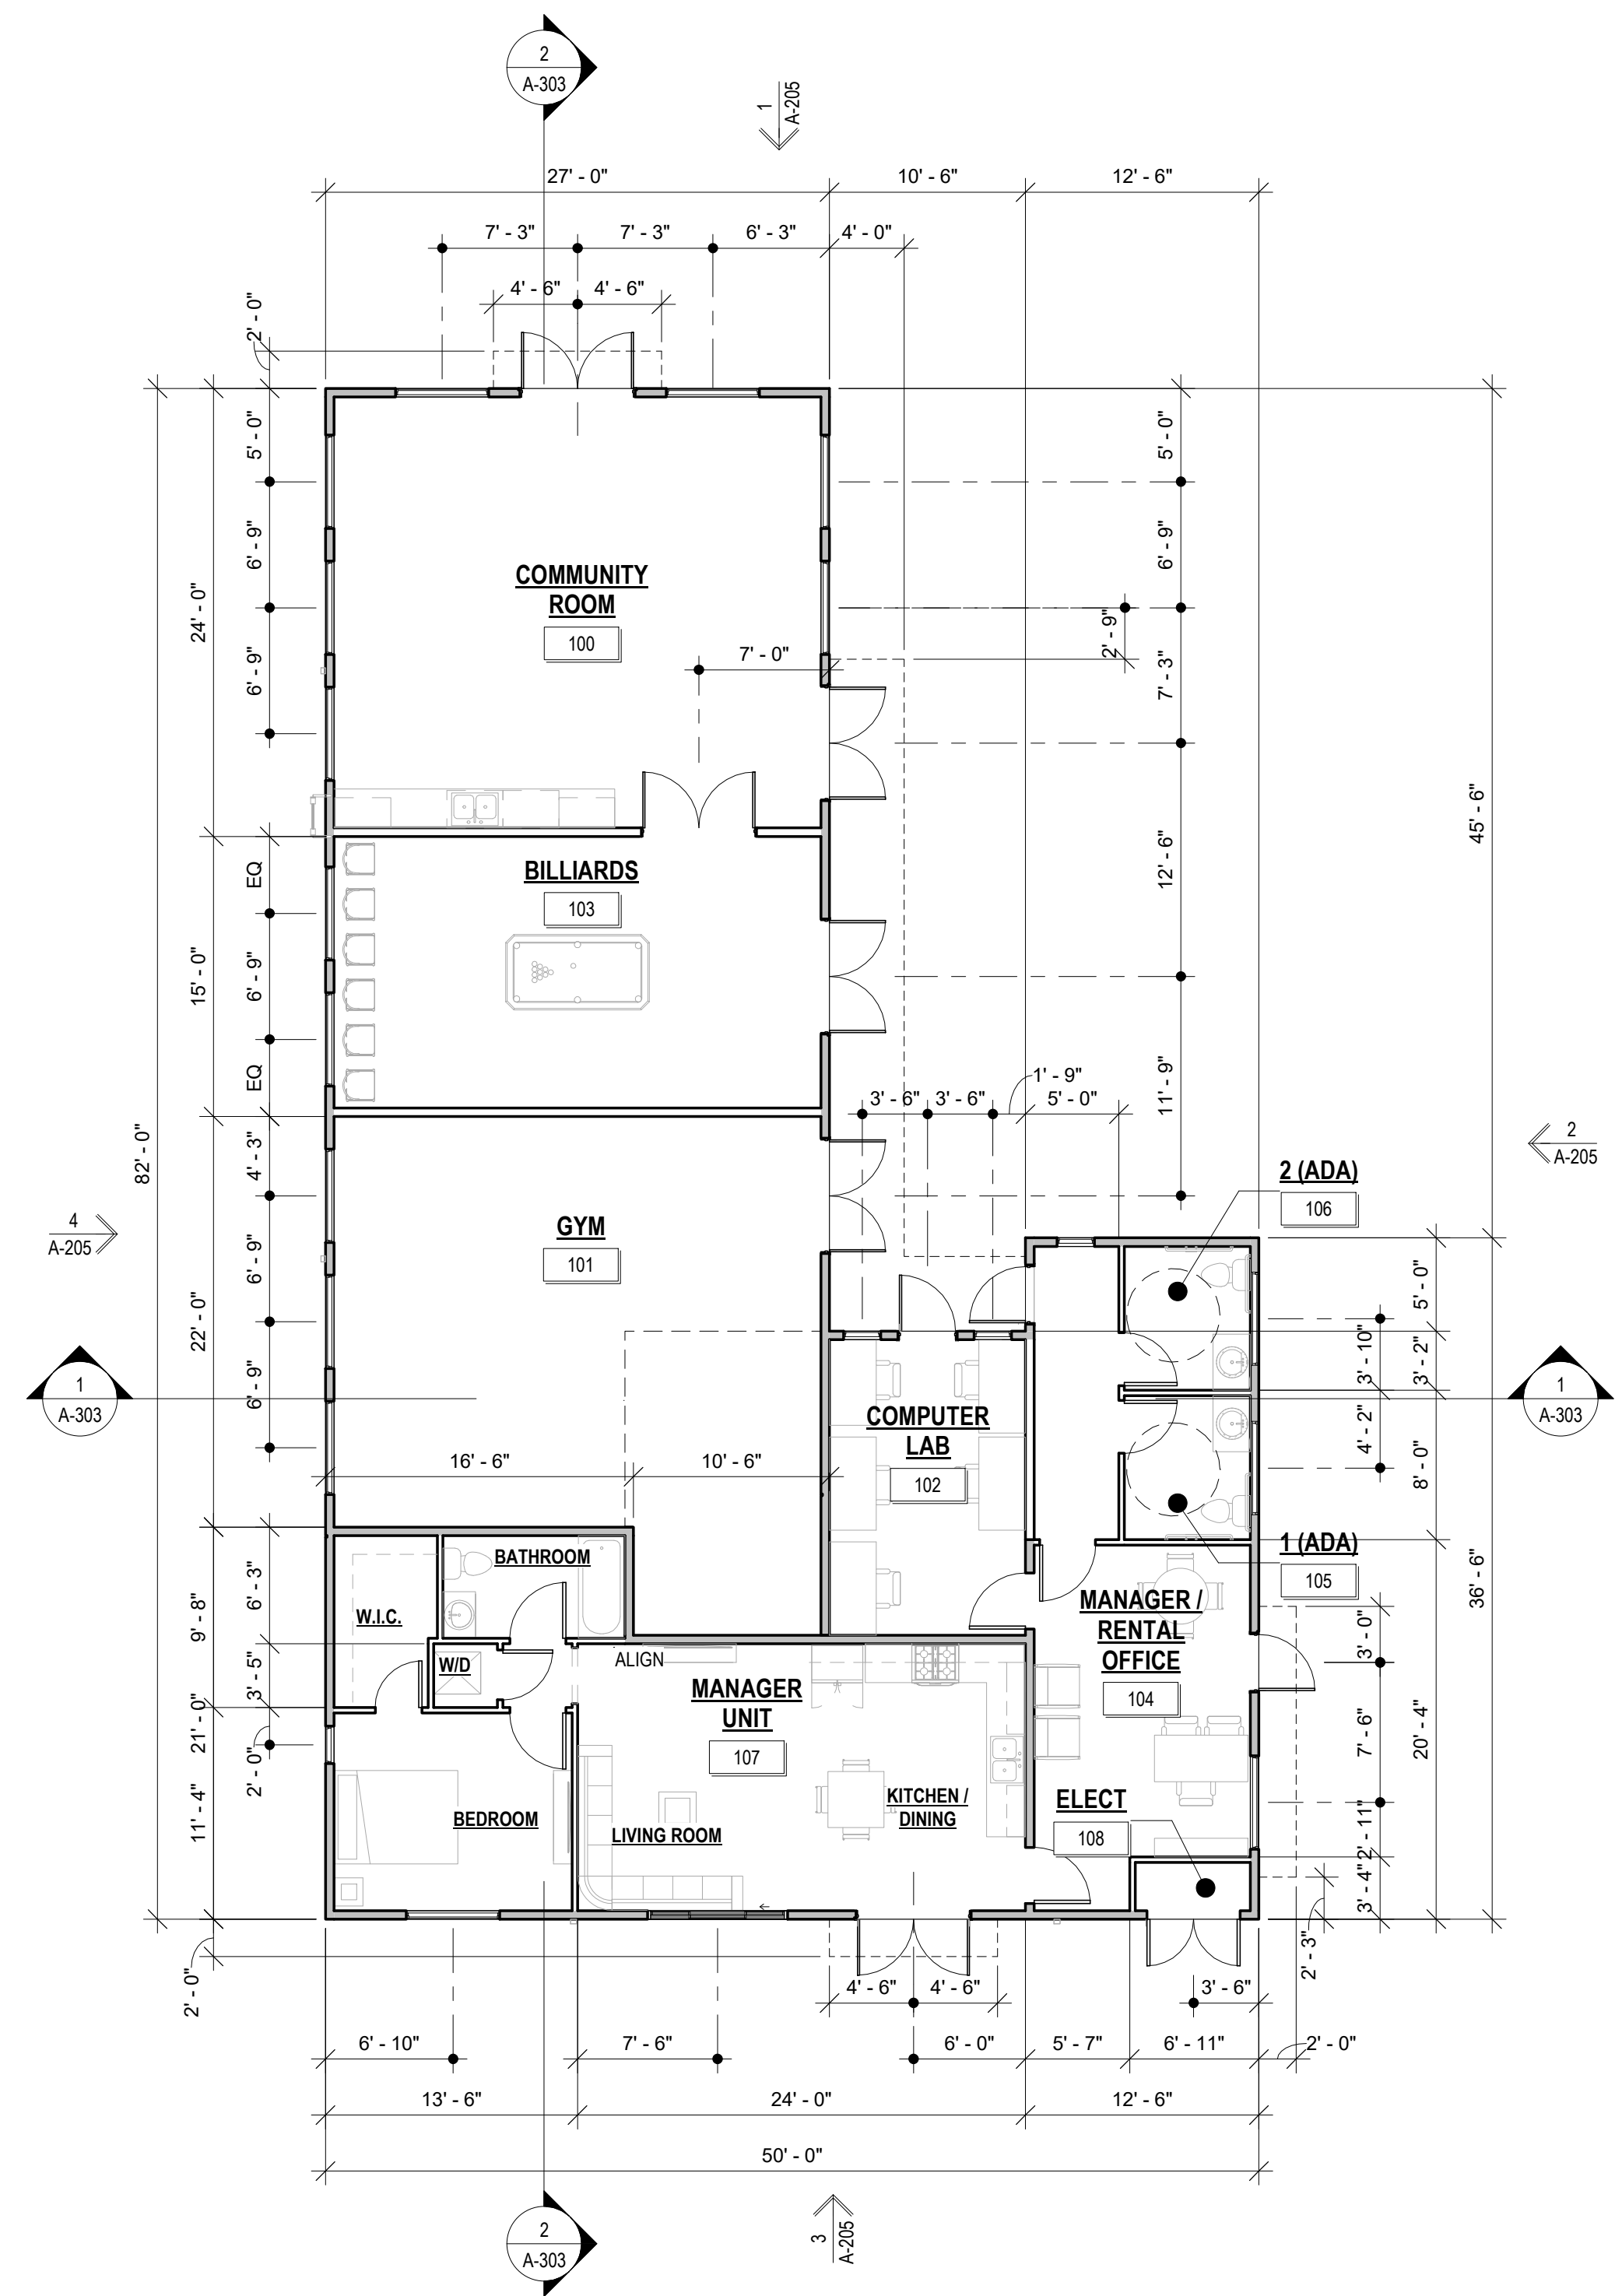 2
A-303
1
A-205
27' - 0"
10' - 6"
12' - 6"
7' - 3"
7' - 3"
6' - 3"
4' - 0"
4' - 6"
4' - 6"
2' - 0"
5' - 0"
6' - 9"
6' - 9"
24' - 0"
5' - 0"
6' - 9"
2' - 9"
7' - 3"
12' - 6"
11' - 9"
45' - 6"
COMMUNITY
ROOM
100
7' - 0"
BILLIARDS
103
EQ
6' - 9"
EQ
15' - 0"
82' - 0"
4' - 3"
6' - 9"
6' - 9"
22' - 0"
1' - 9"
3' - 6"
3' - 6"
5' - 0"
2
A-205
4
A-205
2 (ADA)
106
GYM
101
1
A-303
1
A-303
5' - 0"
3' - 10"
3' - 2"
4' - 2"
8' - 0"
COMPUTER
LAB
102
16' - 6"
10' - 6"
1 (ADA)
105
36' - 6"
BATHROOM
W.I.C.
W/D
ALIGN
6' - 3"
9' - 8"
3' - 5"
21' - 0"
2' - 0"
11' - 4"
MANAGER /
RENTAL
OFFICE
104
MANAGER
UNIT
107
3' - 0"
7' - 6"
20' - 4"
2' - 11"
3' - 4"
2' - 3"
BEDROOM
LIVING ROOM
KITCHEN /
DINING
ELECT
108
2' - 0"
4' - 6"
4' - 6"
3' - 6"
6' - 10"
7' - 6"
6' - 0"
5' - 7"
6' - 11"
2' - 0"
13' - 6"
24' - 0"
12' - 6"
50' - 0"
2
A-303
3
A-205